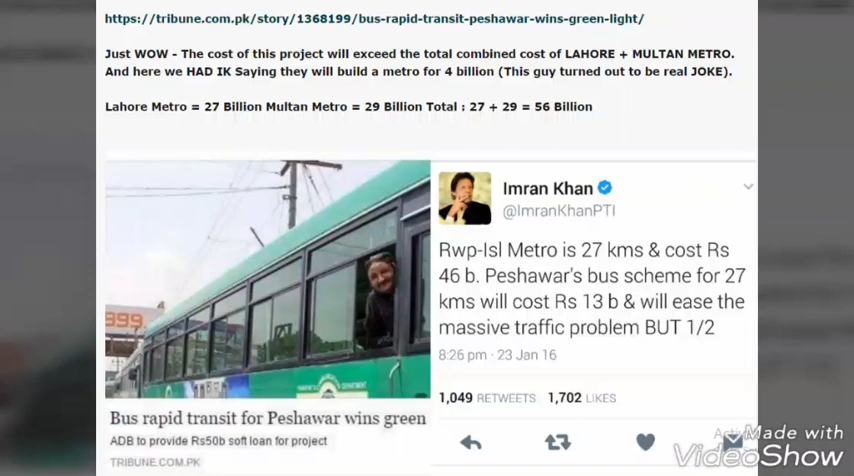 https://tribune.com.pk/story/1368199/bus-rapid-transit-peshawar-wins-green-light/
Just WOW - The cost of this project will exceed the total combined cost of LAHORE + MULTAN METRO.
And here we HAD IK Saying they will build a metro for 4 billion (This guy turned out to be real JOKE).
Lahore Metro = 27 Billion Multan Metro = 29 Billion Total : 27 + 29 = 56 Billion
999
Bus rapid transit for Peshawar wins green
ADB to provide Rs50b soft loan for project
TRIBUNE.COM.PK
Imran Khan
@ImranKhanPTI
Rwp-Isl Metro is 27 kms & cost Rs
46 b. Peshawar's bus scheme for 27
kms will cost Rs 13 b & will ease the
massive traffic problem BUT 1/2
8:26 pm · 23 Jan 16
1,049 RETWEETS 1,702 LIKES
Made with
VideoShow